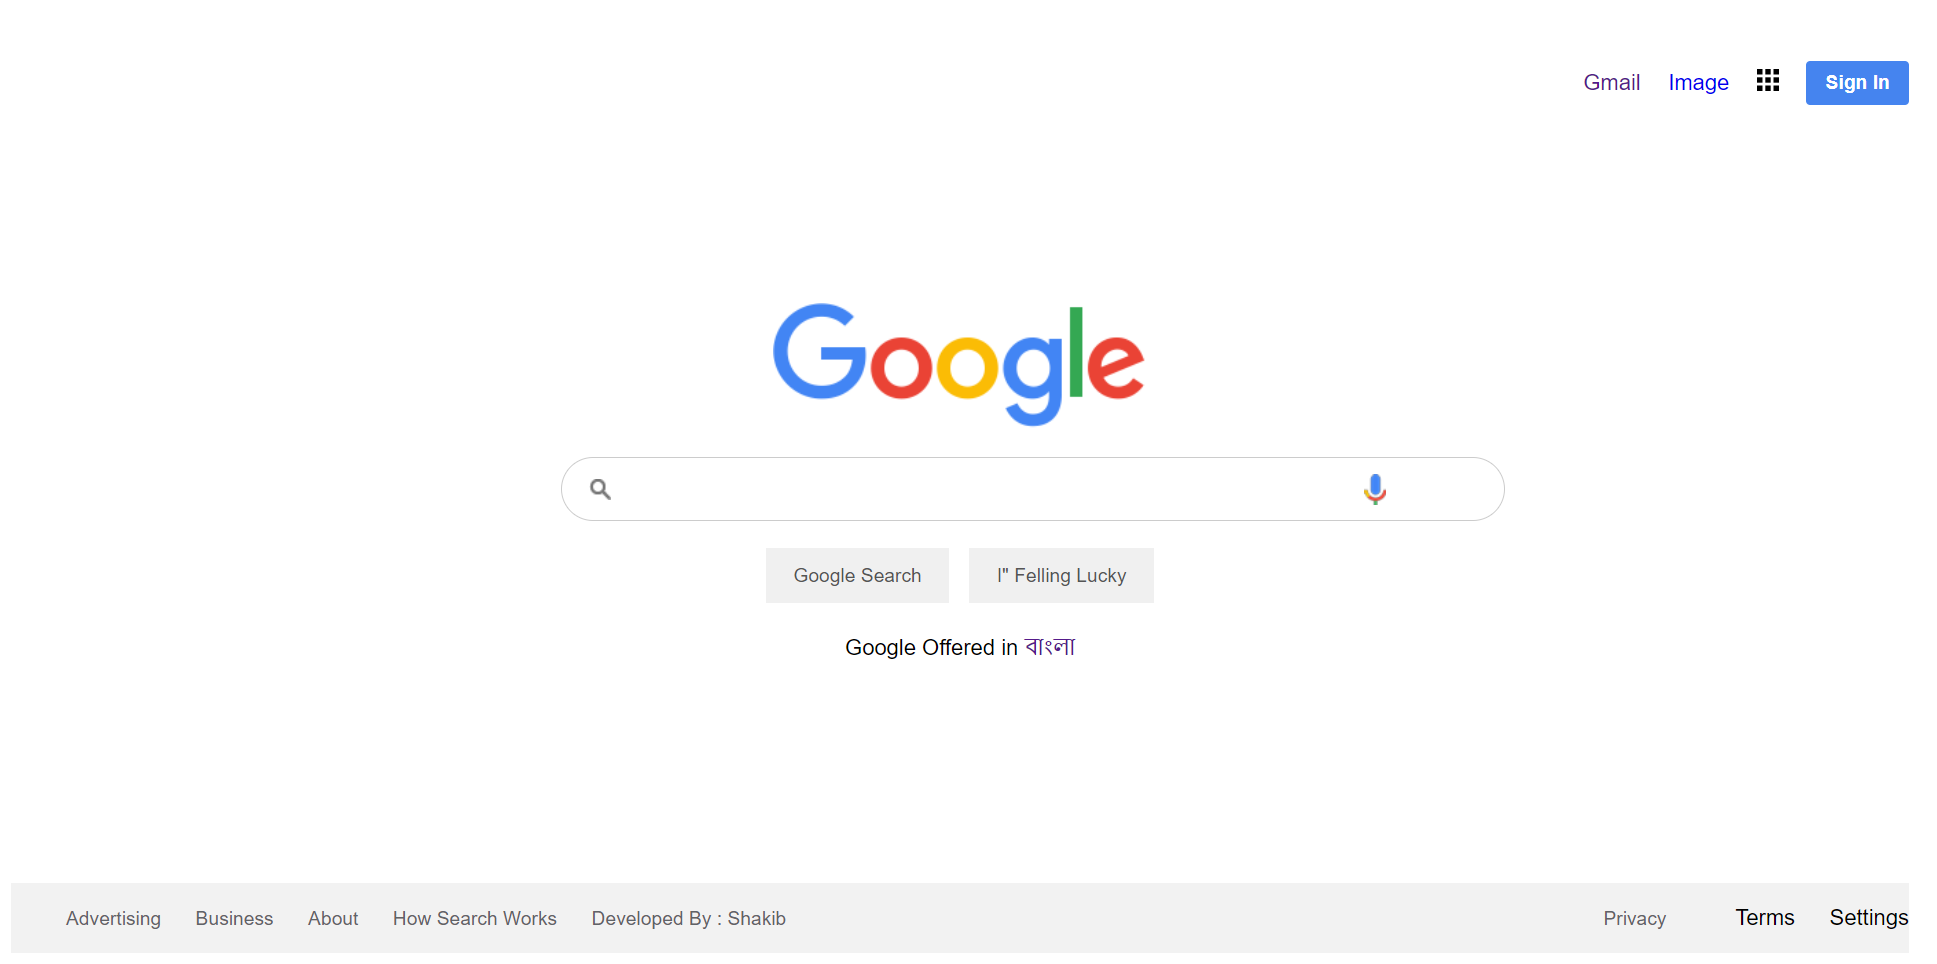 Gmail Image Sign In
Google
Google Search I" Felling Lucky
Google Offered in বাংলা
Advertising Business About How Search Works Developed By : Shakib Privacy Terms Settings